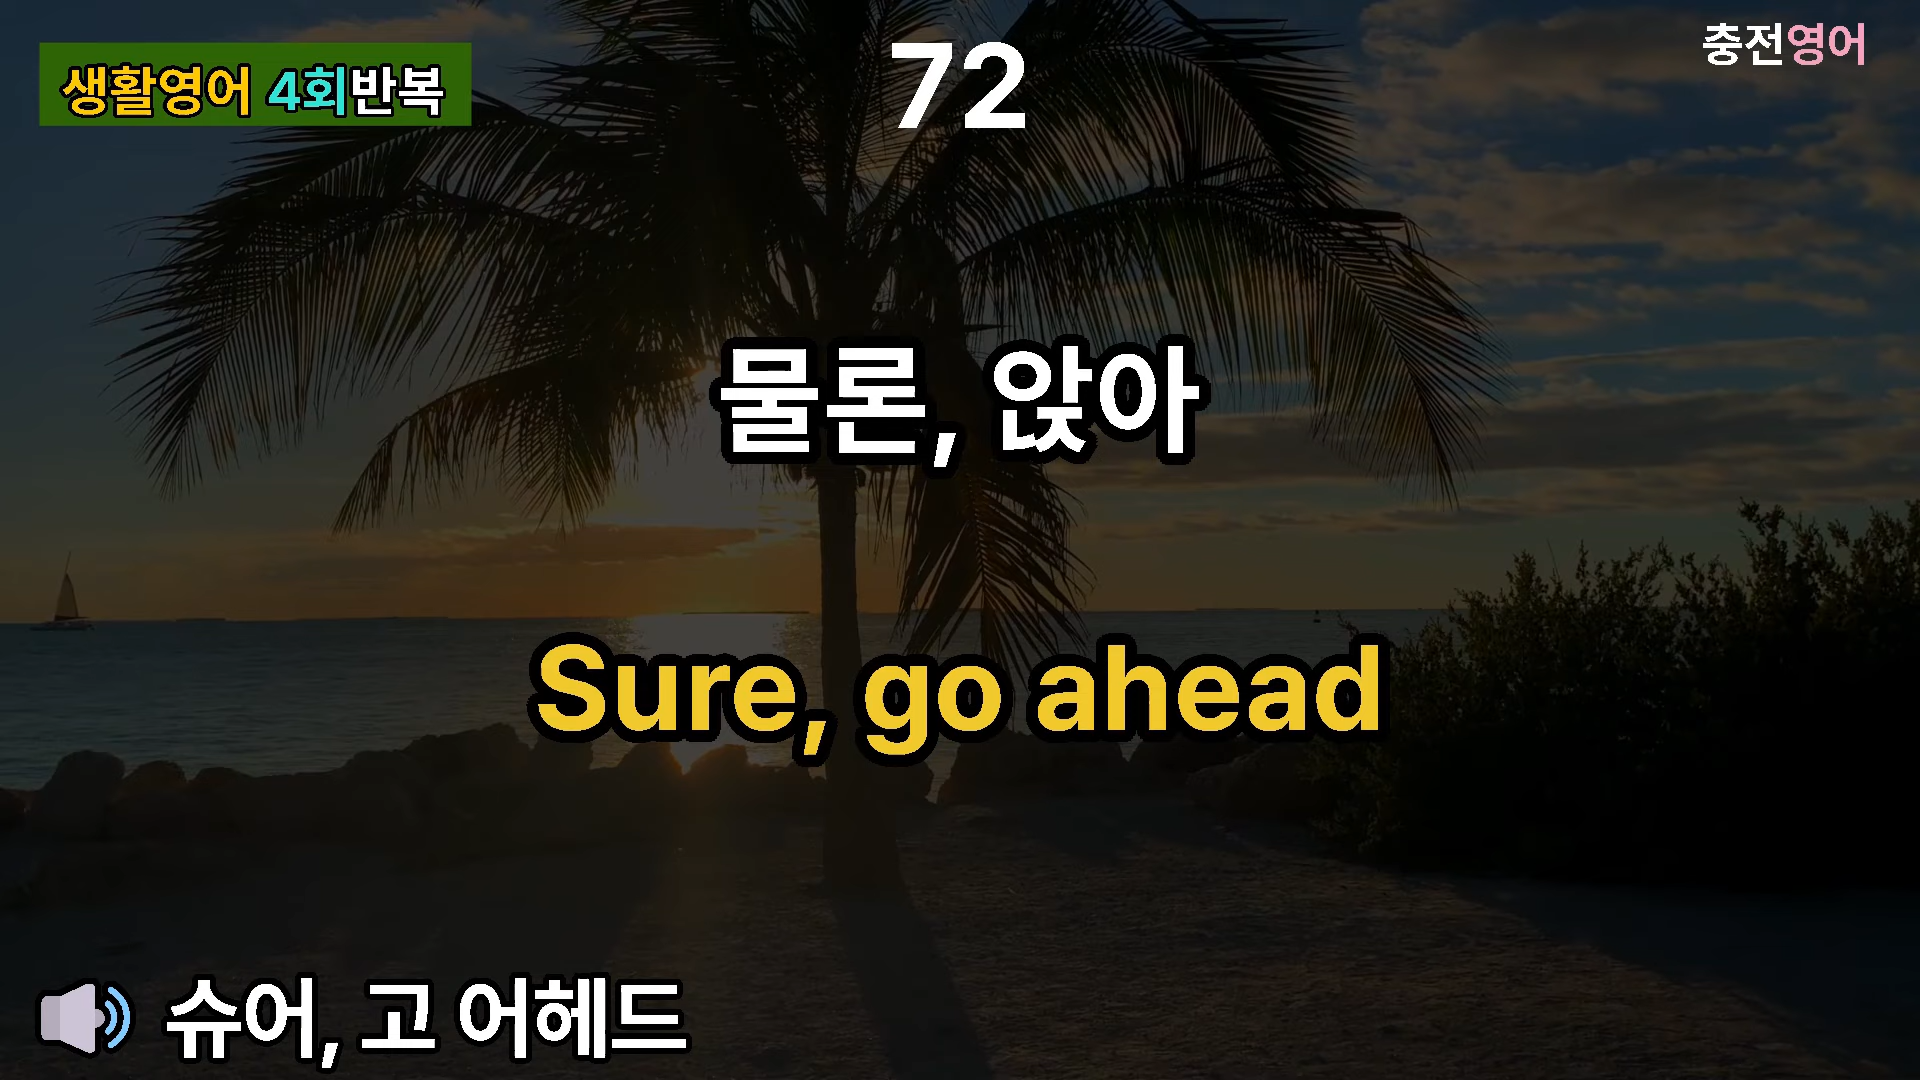 생활영어 4회반복
72
충전영어
물론, 앉아
Sure, go ahead
슈어, 고 어헤드